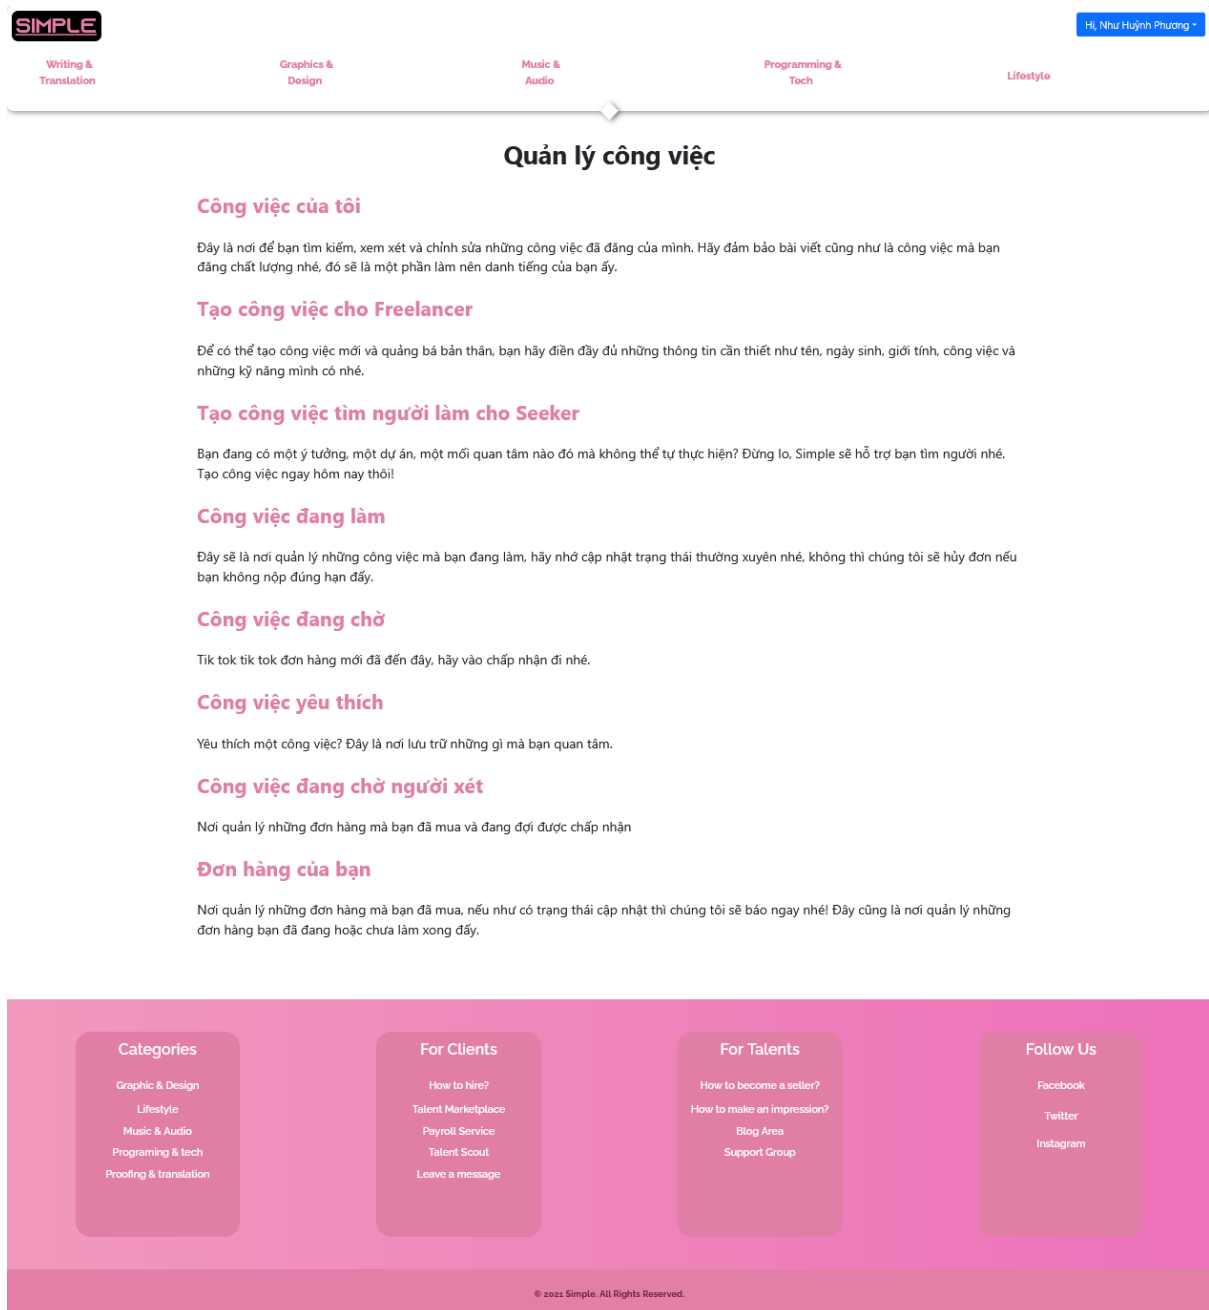 SIMPLE
Hi, Như Huỳnh Phương
Writing &
Translation
Graphics &
Design
Music &
Audio
Programming &
Tech
Lifestyle
Quản lý công việc
Công việc của tôi
Đây là nơi để bạn tìm kiếm, xem xét và chỉnh sửa những công việc đã đăng của mình. Hãy đảm bảo bài viết cũng như là công việc mà bạn
đăng chất lượng nhé, đó sẽ là một phần làm nên danh tiếng của bạn ấy.
Tạo công việc cho Freelancer
Để có thể tạo công việc mới và quảng bá bản thân, bạn hãy điền đầy đủ những thông tin cần thiết như tên, ngày sinh, giới tính, công việc và
những kỹ năng mình có nhé.
Tạo công việc tìm người làm cho Seeker
Bạn đang có một ý tưởng, một dự án, một mối quan tâm nào đó mà không thể tự thực hiện? Đừng lo, Simple sẽ hỗ trợ bạn tìm người nhé.
Tạo công việc ngay hôm nay thôi!
Công việc đang làm
Đây sẽ là nơi quản lý những công việc mà bạn đang làm, hãy nhớ cập nhật trạng thái thường xuyên nhé, không thì chúng tôi sẽ hủy đơn nếu
bạn không nộp đúng hạn đấy.
Công việc đang chờ
Tik tok tik tok đơn hàng mới đã đến đây, hãy vào chấp nhận đi nhé.
Công việc yêu thích
Yêu thích một công việc? Đây là nơi lưu trữ những gì mà bạn quan tâm.
Công việc đang chờ người xét
Nơi quản lý những đơn hàng mà bạn đã mua và đang đợi được chấp nhận
Đơn hàng của bạn
Nơi quản lý những đơn hàng mà bạn đã mua, nếu như có trạng thái cập nhật thì chúng tôi sẽ báo ngay nhé! Đây cũng là nơi quản lý những
đơn hàng bạn đã đang hoặc chưa làm xong đấy.
Categories
Graphic & Design
Lifestyle
Music & Audio
Programing & tech
Proofing & translation
For Clients
How to hire?
Talent Marketplace
Payroll Service
Talent Scout
Leave a message
For Talents
How to become a seller?
How to make an impression?
Blog Area
Support Group
Follow Us
Facebook
Twitter
Instagram
© 2021 Simple. All Rights Reserved.